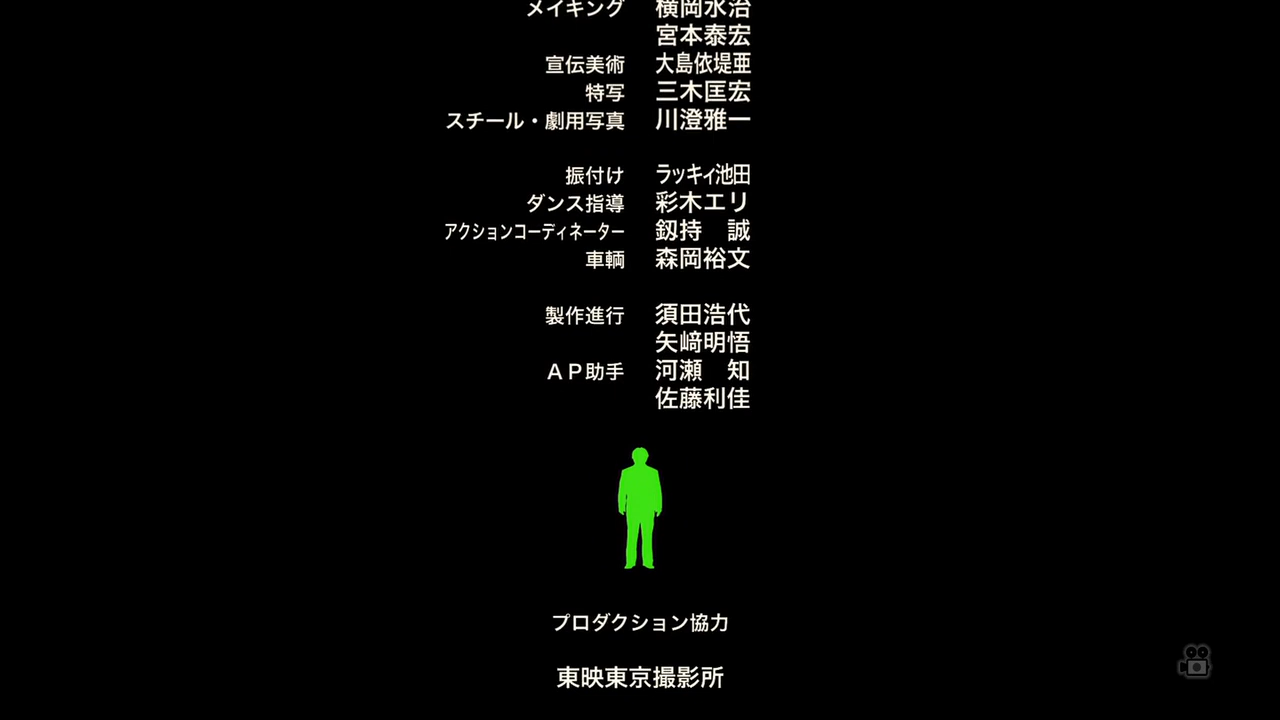 メイキング 横岡水治
宮本泰宏
宣伝美術 大島依堤亜
特写 三木匡宏
スチール・劇用写真 川澄雅一
振付け ラッキィ池田
ダンス指導 彩木エリ
アクションコーディネーター 釼持 誠
車輌 森岡裕文
製作進行 須田浩代
矢﨑明悟
ＡＰ助手 河瀬 知
佐藤利佳
プロダクション協力
東映東京撮影所